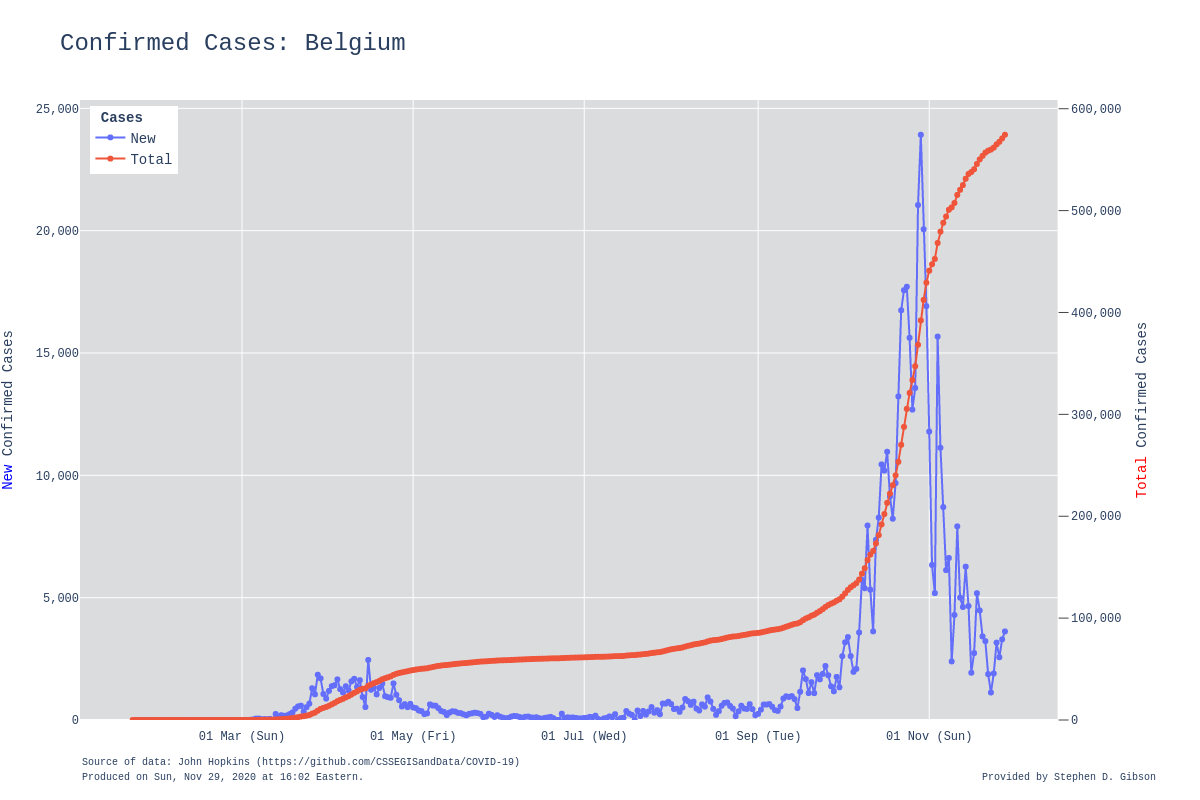 Confirmed Cases: Belgium
Cases
New
Total
25,000
20,000
15,000
10,000
5,000
0
New Confirmed Cases
600,000
500,000
400,000
300,000
200,000
100,000
0
Total Confirmed Cases
01 Mar (Sun) 01 May (Fri) 01 Jul (Wed) 01 Sep (Tue) 01 Nov (Sun)
Source of data: John Hopkins (https://github.com/CSSEGISandData/COVID-19)
Produced on Sun, Nov 29, 2020 at 16:02 Eastern.
Provided by Stephen D. Gibson